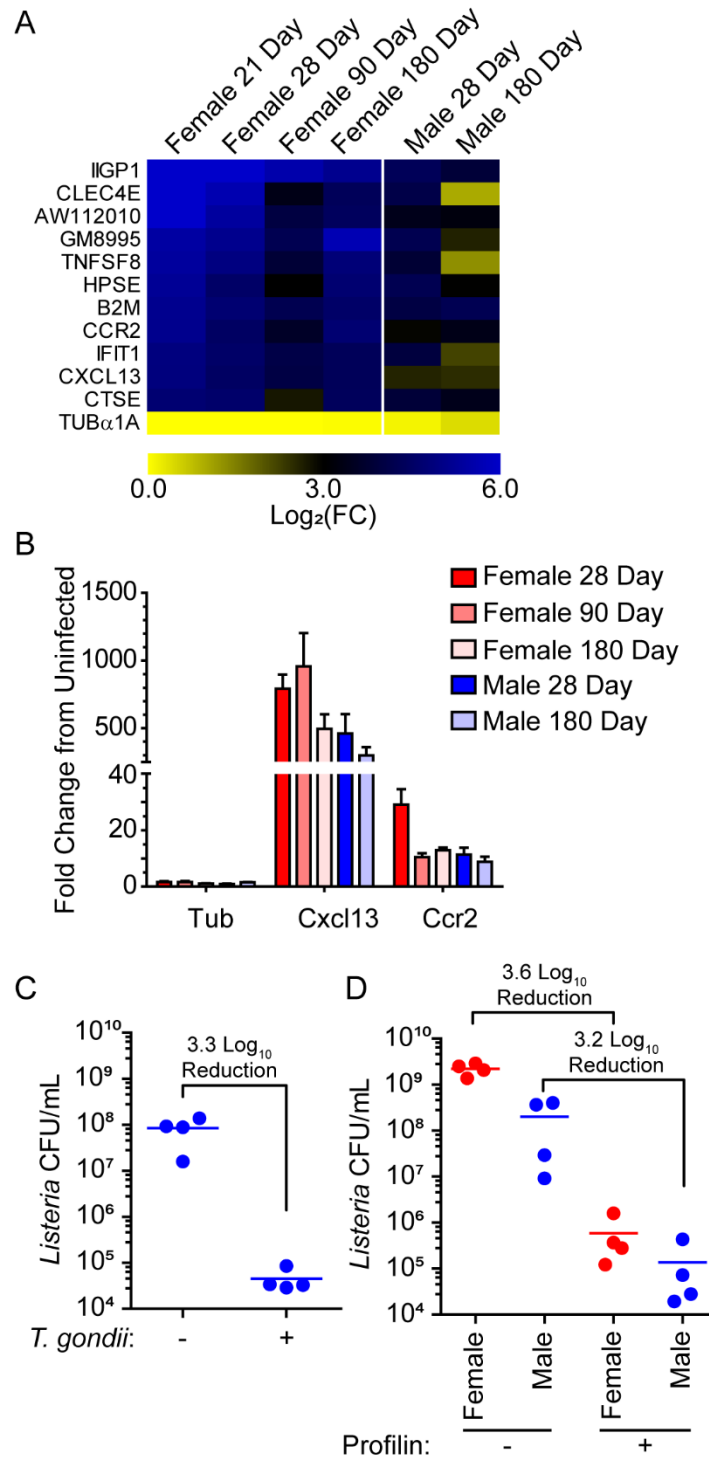 A
Female 21 Day
Female 28 Day
Female 90 Day
Female 180 Day
Male 28 Day
Male 180 Day
IIGP1
CLEC4E
AW112010
GM8995
TNFSF8
HPSE
B2M
CCR2
IFIT1
CXCL13
CTSE
TUBα1A
0.0 3.0 6.0
Log₂(FC)
B
Fold Change from Uninfected
1500
1000
500
40
20
0
Tub Cxcl13 Ccr2
Female 28 Day
Female 90 Day
Female 180 Day
Male 28 Day
Male 180 Day
C
3.3 Log₁₀
Reduction
Listeria CFU/mL
10¹⁰
10⁹
10⁸
10⁷
10⁶
10⁵
10⁴
T. gondii: - +
D
3.6 Log₁₀
Reduction
3.2 Log₁₀
Reduction
Listeria CFU/mL
10¹⁰
10⁹
10⁸
10⁷
10⁶
10⁵
10⁴
Female
Male
Female
Male
Profilin: - +